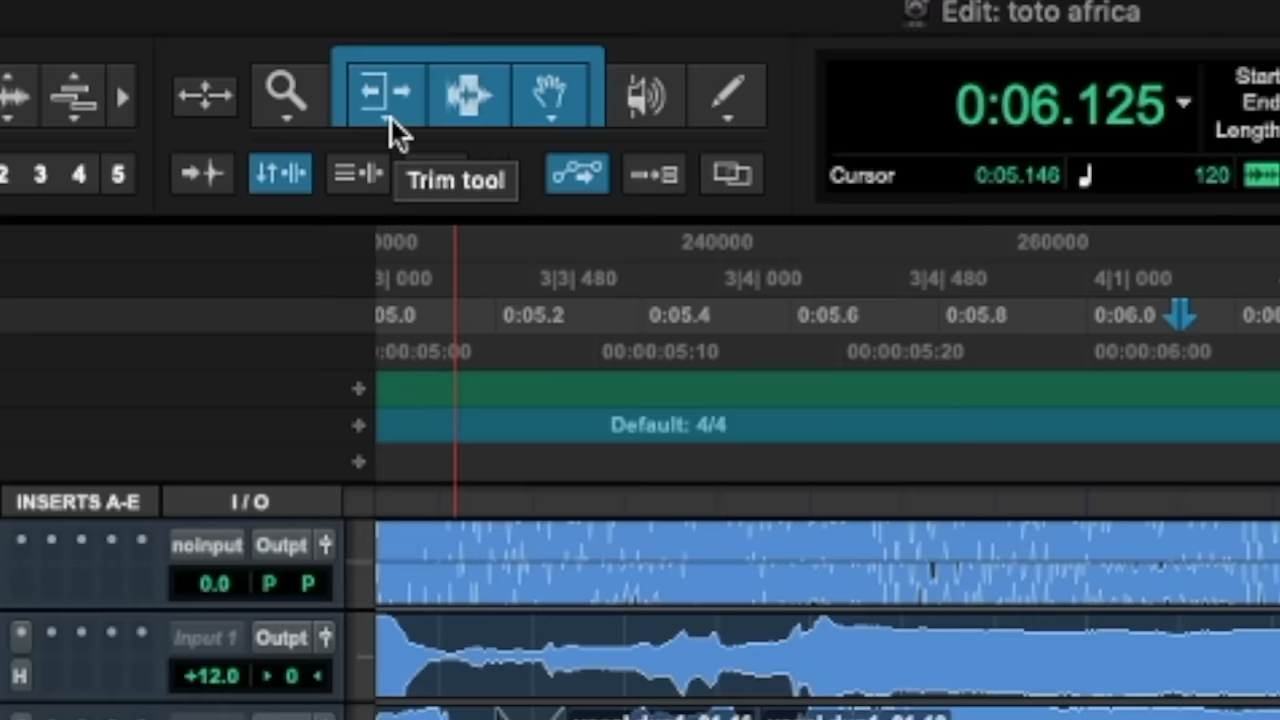 Edit: toto africa
0:06.125
Start
End
Length
2 3 4 5
Trim tool
Cursor 0:05.146 120
0000 240000 260000
3| 000 3|3| 480 3|4| 000 3|4| 480 4|1| 000
05.0 0:05.2 0:05.4 0:05.6 0:05.8 0:06.0
:00:05:00 00:00:05:10 00:00:05:20 00:00:06:00
Default: 4/4
INSERTS A-E I / O
noInput Outpt
0.0 P P
Input 1 Outpt
H +12.0 0